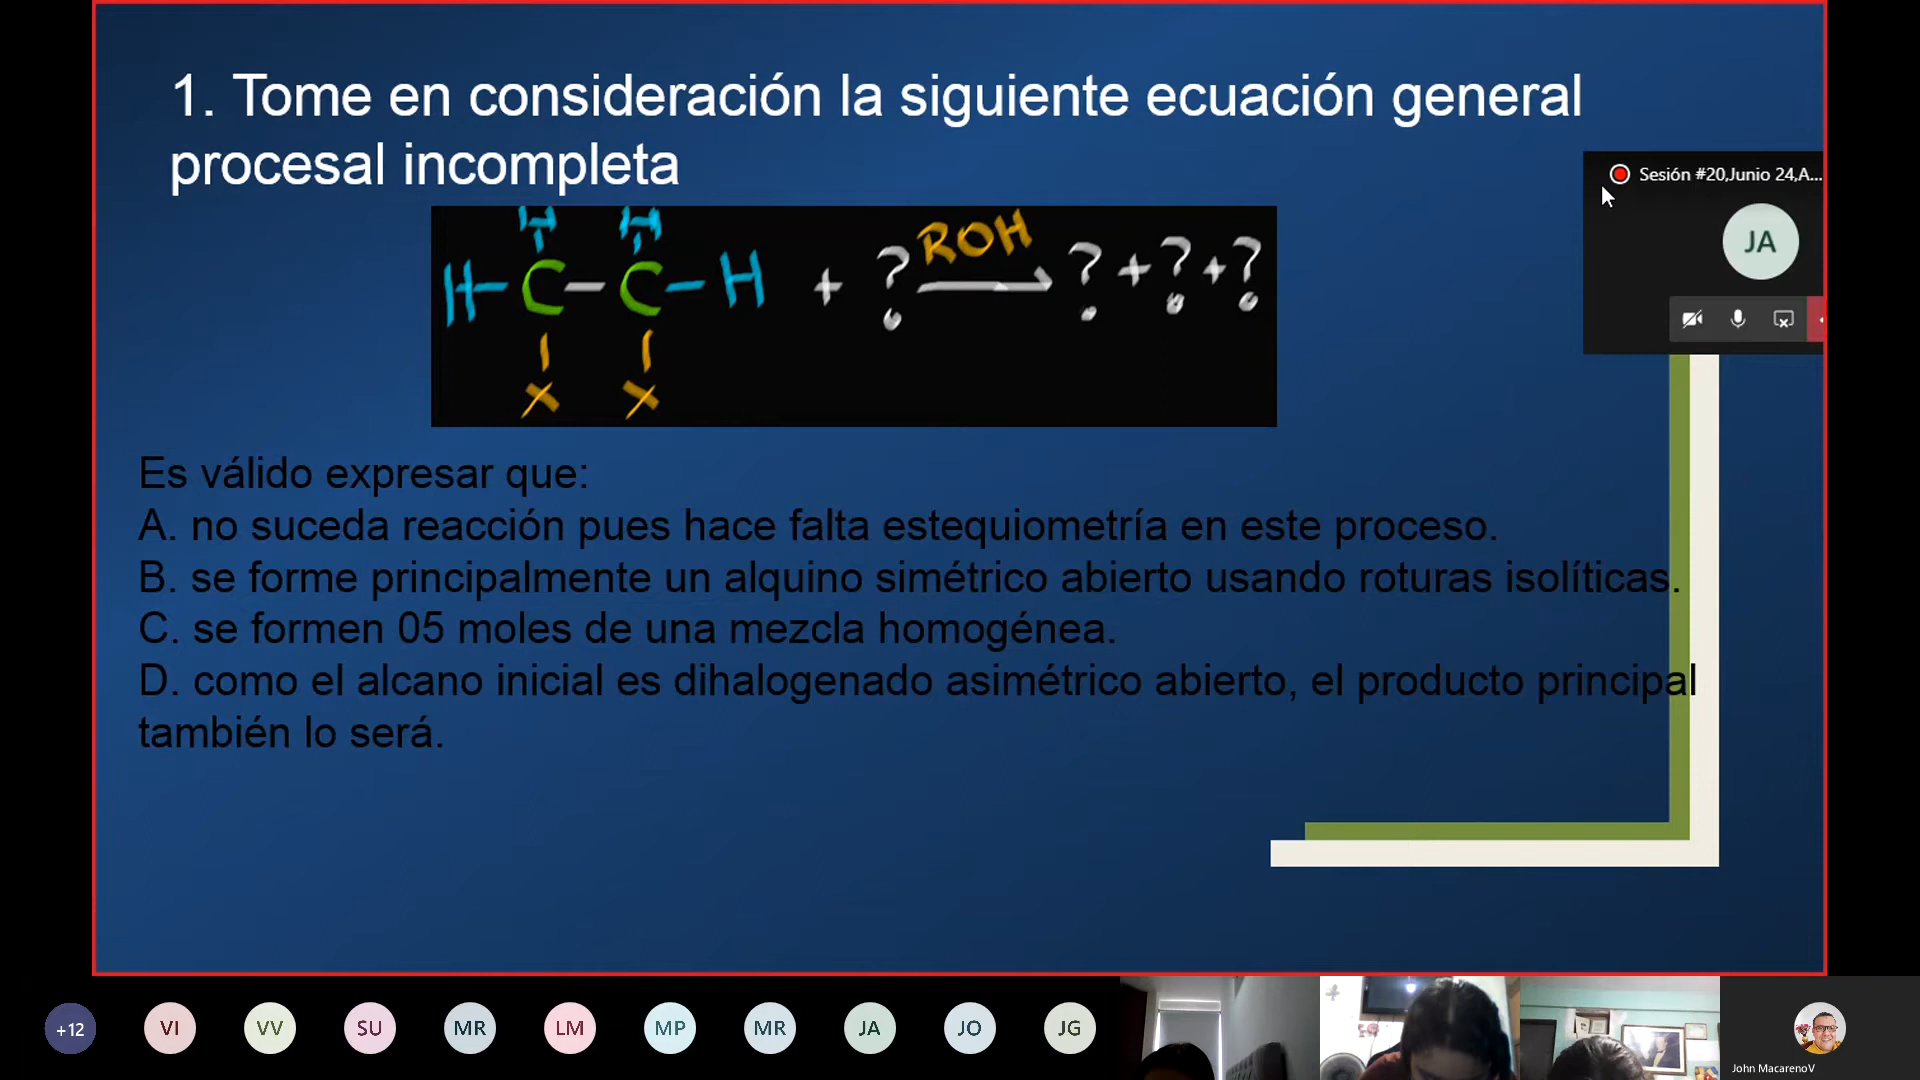 1. Tome en consideración la siguiente ecuación general
procesal incompleta
Sesión #20,Junio 24,A...
JA
H H
H-C-C-H + ? ROH ? + ? + ?
X X
Es válido expresar que:
A. no suceda reacción pues hace falta estequiometría en este proceso.
B. se forme principalmente un alquino simétrico abierto usando roturas isolíticas.
C. se formen 05 moles de una mezcla homogénea.
D. como el alcano inicial es dihalogenado asimétrico abierto, el producto principal
también lo será.
+12 VI VV SU MR LM MP MR JA JO JG
John MacarenoV